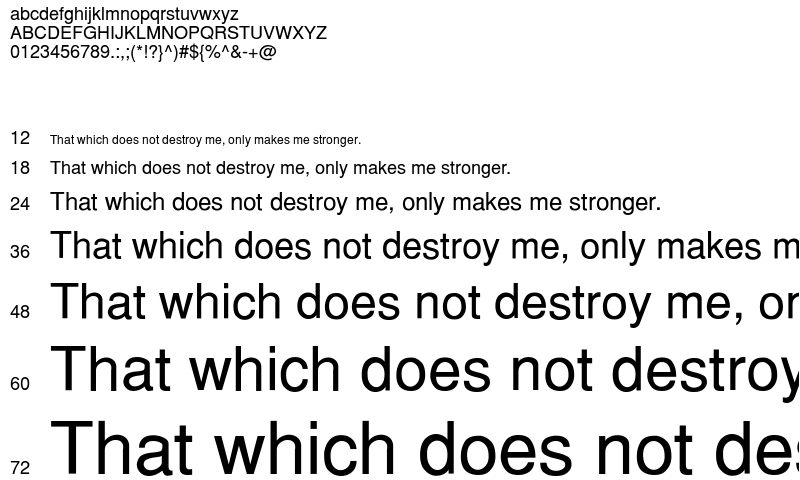 abcdefghijklmnopqrstuvwxyz
ABCDEFGHIJKLMNOPQRSTUVWXYZ
0123456789.:,;(*!?}^)#${%^&-+@
12 That which does not destroy me, only makes me stronger.
18 That which does not destroy me, only makes me stronger.
24 That which does not destroy me, only makes me stronger.
36 That which does not destroy me, only makes m
48 That which does not destroy me, or
60 That which does not destroy
72 That which does not des